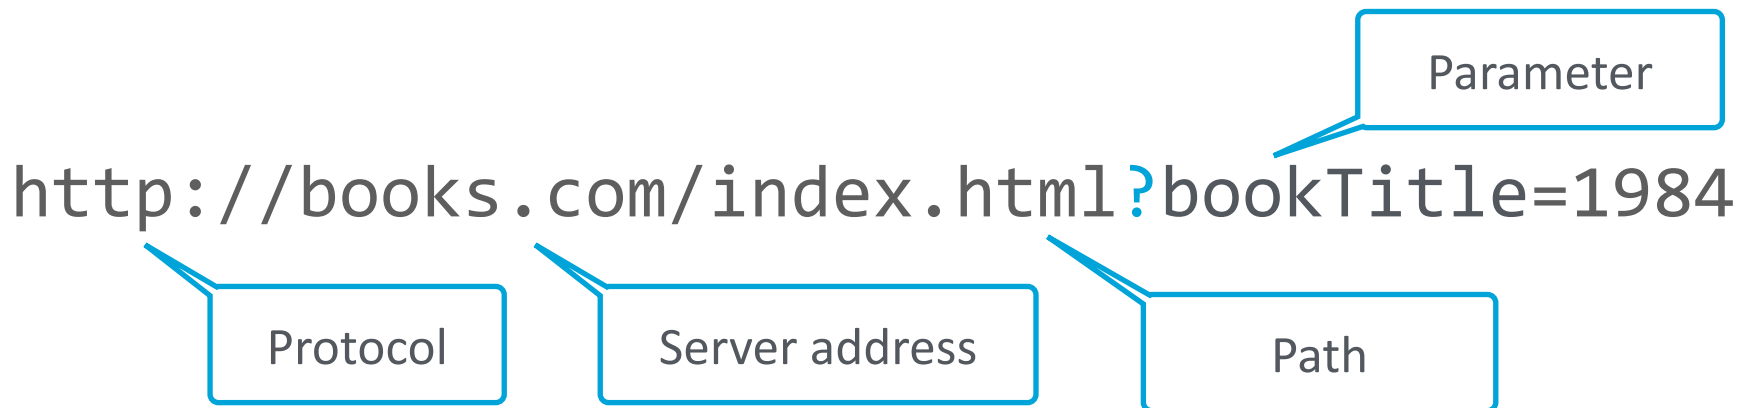 Parameter
http://books.com/index.html?bookTitle=1984
Protocol
Server address
Path